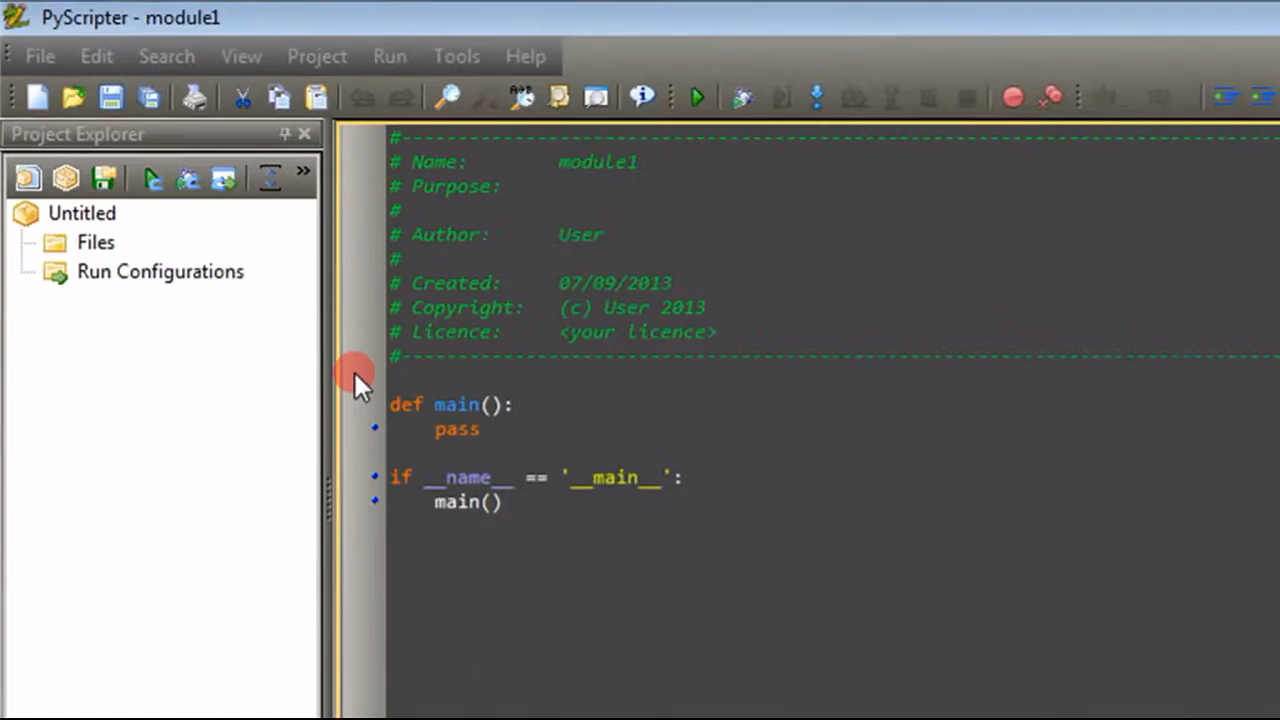 PyScripter - module1
File Edit Search View Project Run Tools Help
Project Explorer
Untitled
Files
Run Configurations
#-------------------------------------------------------------------------------
# Name:        module1
# Purpose:
#
# Author:      User
#
# Created:     07/09/2013
# Copyright:   (c) User 2013
# Licence:     <your licence>
#-------------------------------------------------------------------------------
def main():
    pass
if __name__ == '__main__':
    main()